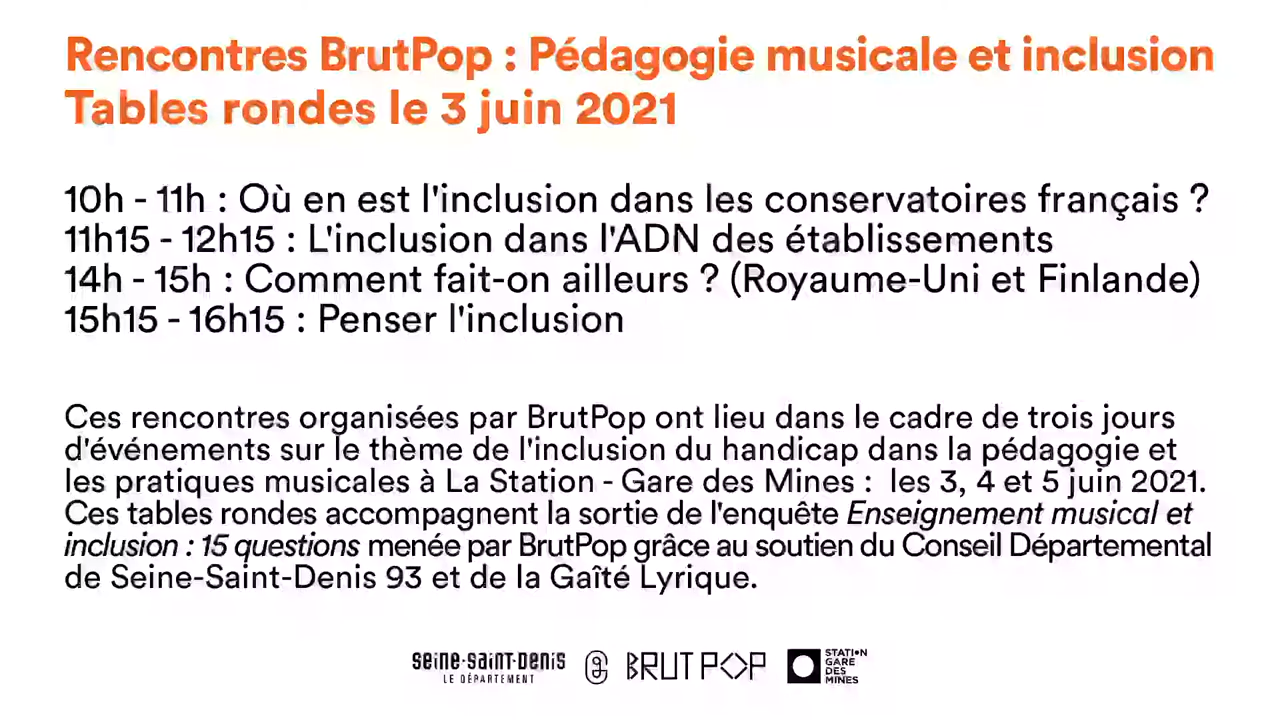 Rencontres BrutPop : Pédagogie musicale et inclusion
Tables rondes le 3 juin 2021
10h - 11h : Où en est l'inclusion dans les conservatoires français ?
11h15 - 12h15 : L'inclusion dans l'ADN des établissements
14h - 15h : Comment fait-on ailleurs ? (Royaume-Uni et Finlande)
15h15 - 16h15 : Penser l'inclusion
Ces rencontres organisées par BrutPop ont lieu dans le cadre de trois jours
d'événements sur le thème de l'inclusion du handicap dans la pédagogie et
les pratiques musicales à La Station - Gare des Mines :  les 3, 4 et 5 juin 2021.
Ces tables rondes accompagnent la sortie de l'enquête Enseignement musical et
inclusion : 15 questions menée par BrutPop grâce au soutien du Conseil Départemental
de Seine-Saint-Denis 93 et de la Gaîté Lyrique.
seine-saint-denis
LE DÉPARTEMENT
BRUT POP
STATION
GARE
DES
MINES